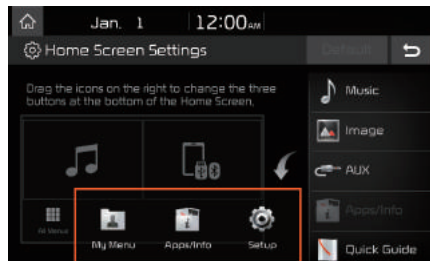 Jan. 1 12:00 AM
Home Screen Settings
Default
Drag the icons on the right to change the three
buttons at the bottom of the Home Screen.
Music
Image
AUX
Apps/Info
Quick Guide
All Menus
My Menu
Apps/Info
Setup